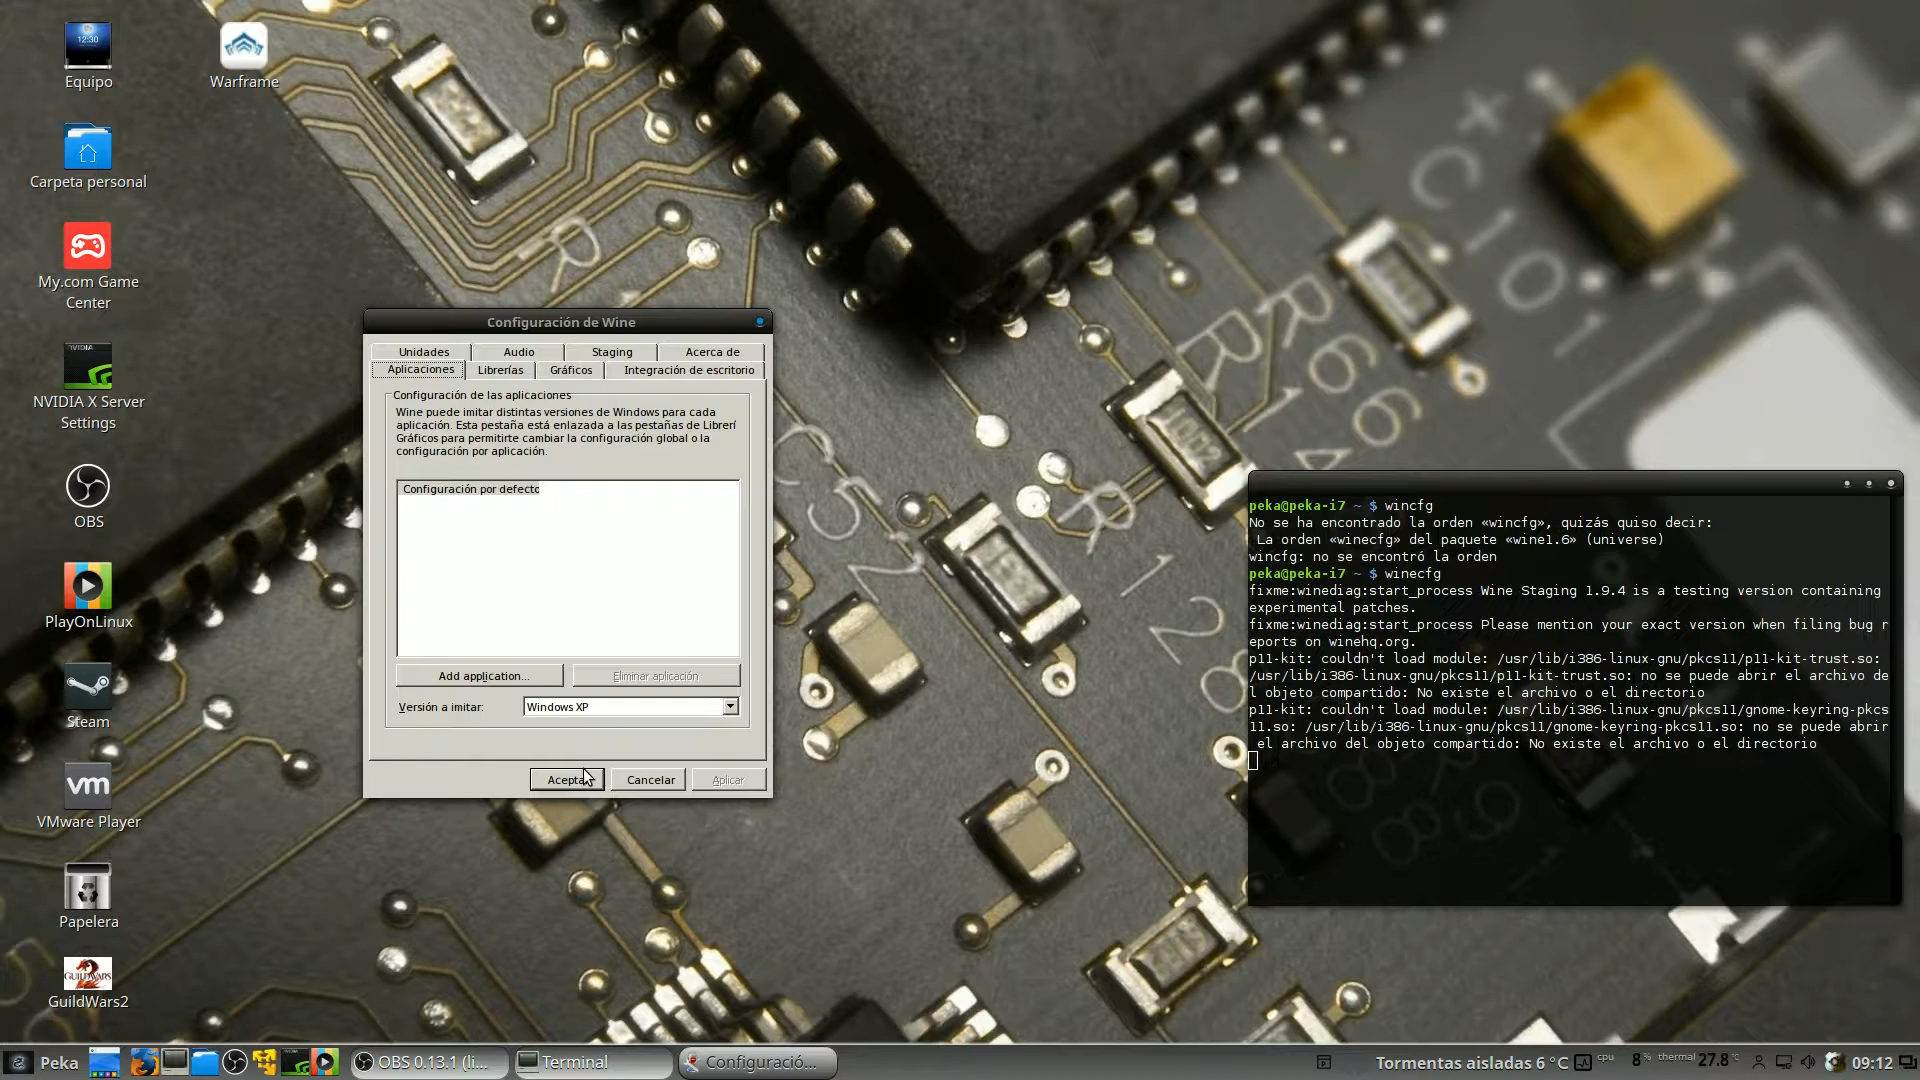 Equipo
Warframe
Carpeta personal
My.com Game
Center
NVIDIA X Server
Settings
OBS
PlayOnLinux
Steam
vm
VMware Player
Papelera
GUILDWARS2
GuildWars2
Configuración de Wine
Unidades
Audio
Staging
Acerca de
Aplicaciones
Librerías
Gráficos
Integración de escritorio
Configuración de las aplicaciones
Wine puede imitar distintas versiones de Windows para cada
aplicación. Esta pestaña está enlazada a las pestañas de Librerí
Gráficos para permitirte cambiar la configuración global o la
configuración por aplicación.
Configuración por defecto
Add application...
Eliminar aplicación
Versión a imitar:
Windows XP
Cancelar
Aplicar
peka@peka-i7 ~ $ wincfg
No se ha encontrado la orden «wincfg», quizás quiso decir:
La orden «winecfg» del paquete «wine1.6» (universe)
wincfg: no se encontró la orden
peka@peka-i7 ~ $ winecfg
fixme:winediag:start_process Wine Staging 1.9.4 is a testing version containing
experimental patches.
fixme:winediag:start_process Please mention your exact version when filing bug r
eports on winehq.org.
p11-kit: couldn't load module: /usr/lib/i386-linux-gnu/pkcs11/p11-kit-trust.so:
/usr/lib/i386-linux-gnu/pkcs11/p11-kit-trust.so: no se puede abrir el archivo de
l objeto compartido: No existe el archivo o el directorio
p11-kit: couldn't load module: /usr/lib/i386-linux-gnu/pkcs11/gnome-keyring-pkcs
11.so: /usr/lib/i386-linux-gnu/pkcs11/gnome-keyring-pkcs11.so: no se puede abrir
el archivo del objeto compartido: No existe el archivo o el directorio
Peka
OBS 0.13.1 (li...
Terminal
Configuració...
Tormentas aisladas 6 °C
cpu 8 %
thermal 27.8 °C
09:12